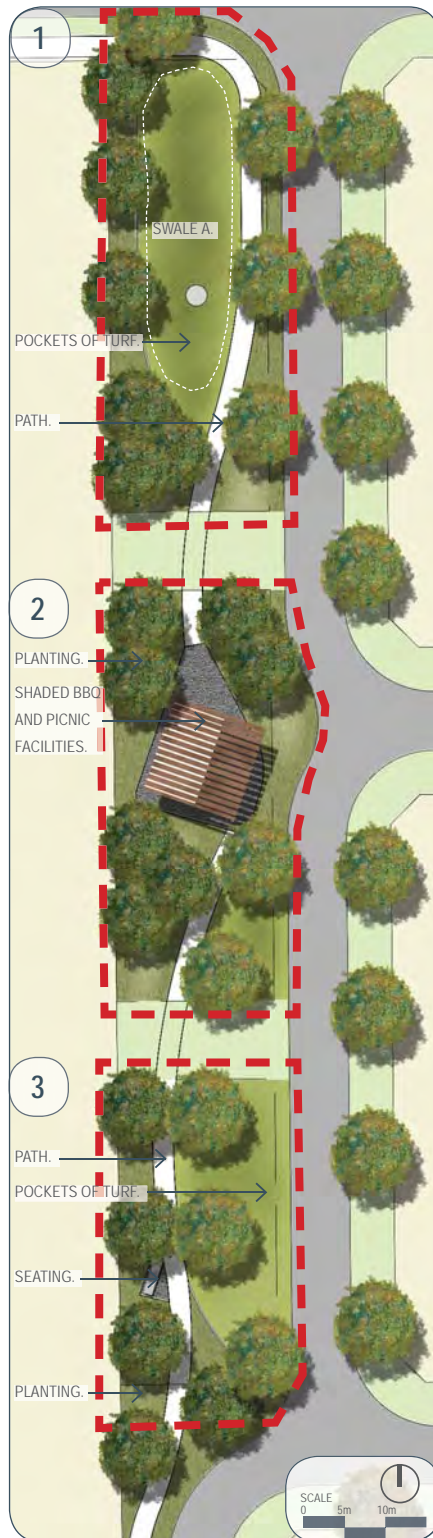 1
SWALE A.
POCKETS OF TURF.
PATH.
2
PLANTING.
SHADED BBQ
AND PICNIC
FACILITIES.
3
PATH.
POCKETS OF TURF.
SEATING.
PLANTING.
SCALE
0 5m 10m